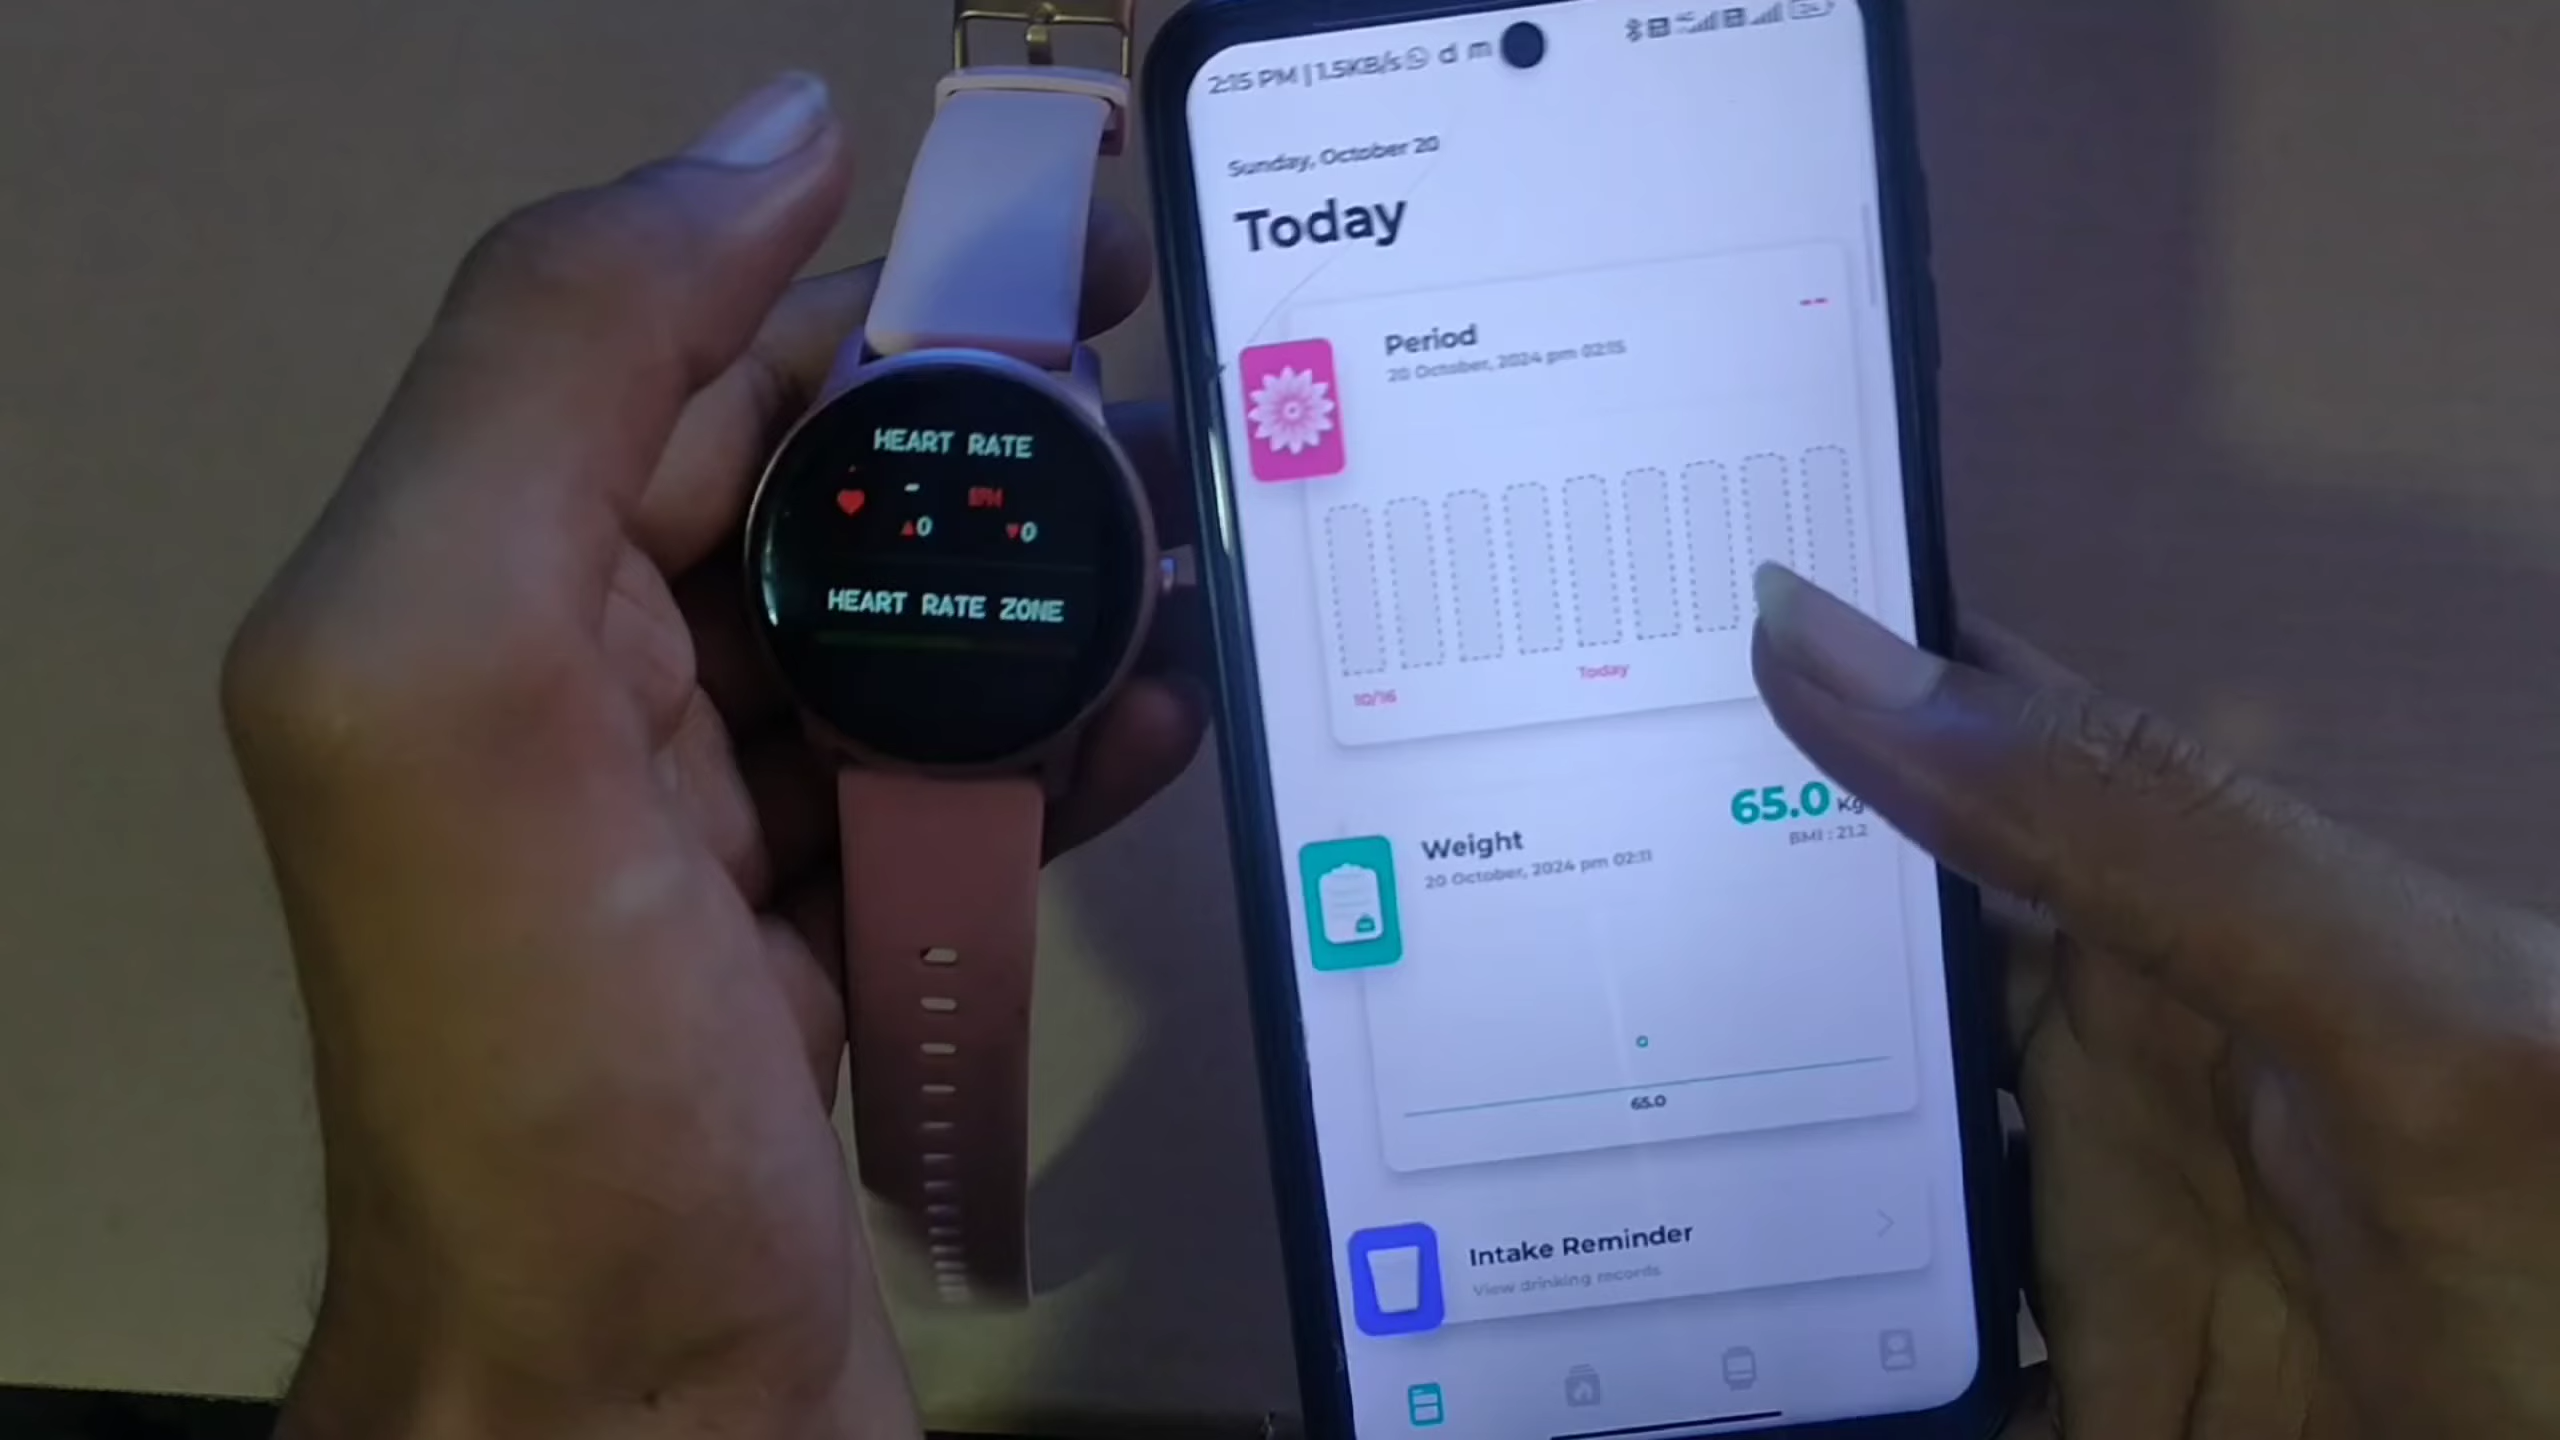 HEART RATE
- BPM
▲0 ▼0
HEART RATE ZONE
2:15 PM | 1.5KB/s d m
Sunday, October 20
Today
Period
--
20 October, 2024 pm 02:15
10/16
Today
Weight
65.0 Kg
20 October, 2024 pm 02:11
BMI : 21.2
65.0
Intake Reminder
View drinking records